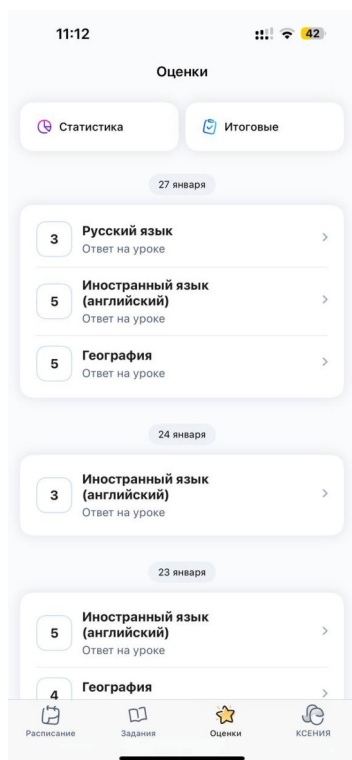 11:12
42
Оценки
Статистика
Итоговые
27 января
3
Русский язык
Ответ на уроке
5
Иностранный язык
(английский)
Ответ на уроке
5
География
Ответ на уроке
24 января
3
Иностранный язык
(английский)
Ответ на уроке
23 января
5
Иностранный язык
(английский)
Ответ на уроке
4
География
Расписание
Задания
Оценки
КСЕНИЯ